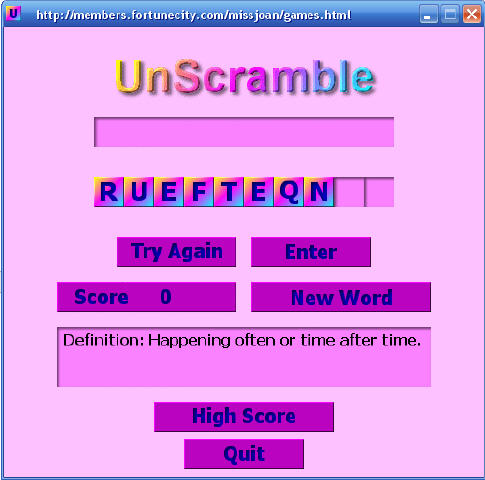 U http://members.fortunecity.com/missjoan/games.html
UnScramble
R U E F T E Q N
Try Again Enter
Score 0 New Word
Definition: Happening often or time after time.
High Score
Quit